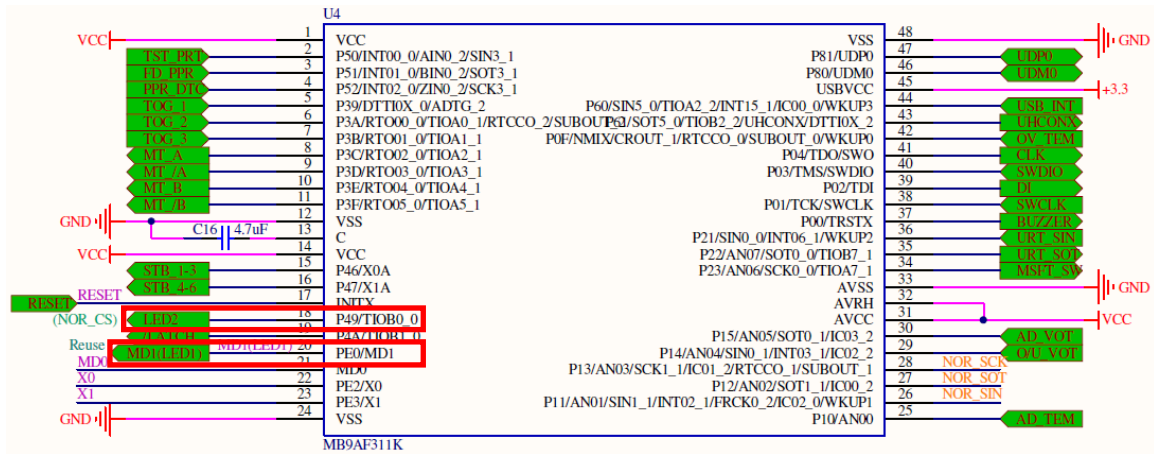 U4
VCC 1 VCC
TST_PRT 2 P50/INT00_0/AIN0_2/SIN3_1
FD_PPR 3 P51/INT01_0/BIN0_2/SOT3_1
PPR_DTC 4 P52/INT02_0/ZIN0_2/SCK3_1
TOG_1 5 P39/DTTI0X_0/ADTG_2
TOG_2 6 P3A/RTO00_0/TIOA0_1/RTCCO_2/SUBOUT_2
TOG_3 7 P3B/RTO01_0/TIOA1_1
MT_A 8 P3C/RTO02_0/TIOA2_1
MT_/A 9 P3D/RTO03_0/TIOA3_1
MT_B 10 P3E/RTO04_0/TIOA4_1
MT_/B 11 P3F/RTO05_0/TIOA5_1
GND 12 VSS
C16 4.7uF 13 C
VCC 14 VCC
STB_1-3 15 P46/X0A
STB_4-6 16 P47/X1A
RESET RESET 17 INITX
(NOR_CS) LED2 18 P49/TIOB0_0
/LATCH 19 P4A/TIOB1_0
Reuse MD1(LED1) MD1(LED1) 20 PE0/MD1
MD0 21 MD0
X0 22 PE2/X0
X1 23 PE3/X1
GND 24 VSS
VSS 48 GND
P81/UDP0 47 UDP0
P80/UDM0 46 UDM0
USBVCC 45 +3.3
P60/SIN5_0/TIOA2_2/INT15_1/IC00_0/WKUP3 44 USB_INT
P61/SOT5_0/TIOB2_2/UHCONX/DTTI0X_2 43 UHCONX
P0F/NMIX/CROUT_1/RTCCO_0/SUBOUT_0/WKUP0 42 OV_TEM
P04/TDO/SWO 41 CLK
P03/TMS/SWDIO 40 SWDIO
P02/TDI 39 DI
P01/TCK/SWCLK 38 SWCLK
P00/TRSTX 37 BUZZER
P21/SIN0_0/INT06_1/WKUP2 36 URT_SIN
P22/AN07/SOT0_0/TIOB7_1 35 URT_SOT
P23/AN06/SCK0_0/TIOA7_1 34 MSFT_SW
AVSS 33 GND
AVRH 32
AVCC 31 VCC
P15/AN05/SOT0_1/IC03_2 30 AD_VOT
P14/AN04/SIN0_1/INT03_1/IC02_2 29 O/U_VOT
P13/AN03/SCK1_1/IC01_2/RTCCO_1/SUBOUT_1 28 NOR_SCK
P12/AN02/SOT1_1/IC00_2 27 NOR_SOT
P11/AN01/SIN1_1/INT02_1/FRCK0_2/IC02_0/WKUP1 26 NOR_SIN
P10/AN00 25 AD_TEM
MB9AF311K